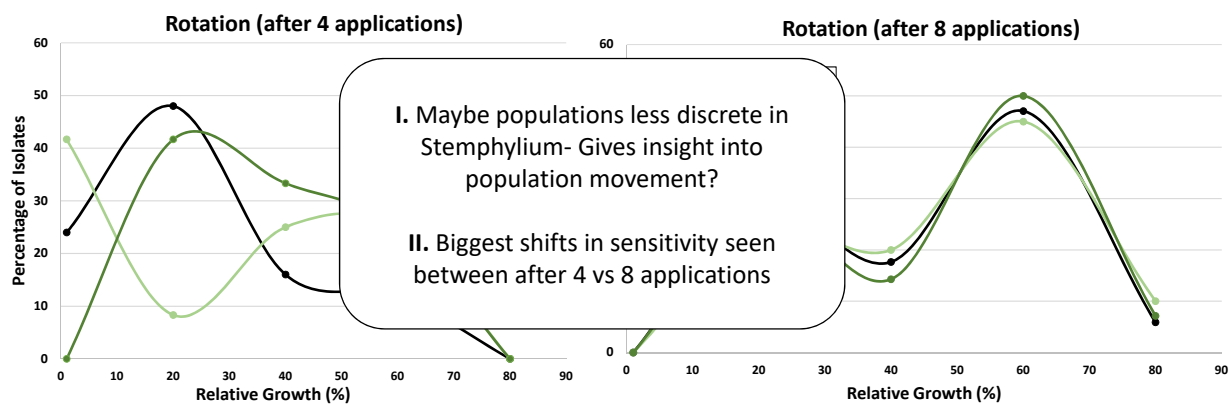 Rotation (after 4 applications)
Rotation (after 8 applications)
60
50
40
30
20
10
0
Percentage of Isolates
0 10 20 30 40 50 60 70 80 90
Relative Growth (%)
I. Maybe populations less discrete in
Stemphylium- Gives insight into
population movement?
II. Biggest shifts in sensitivity seen
between after 4 vs 8 applications
60
0
0 10 20 30 40 50 60 70 80 90
Relative Growth (%)